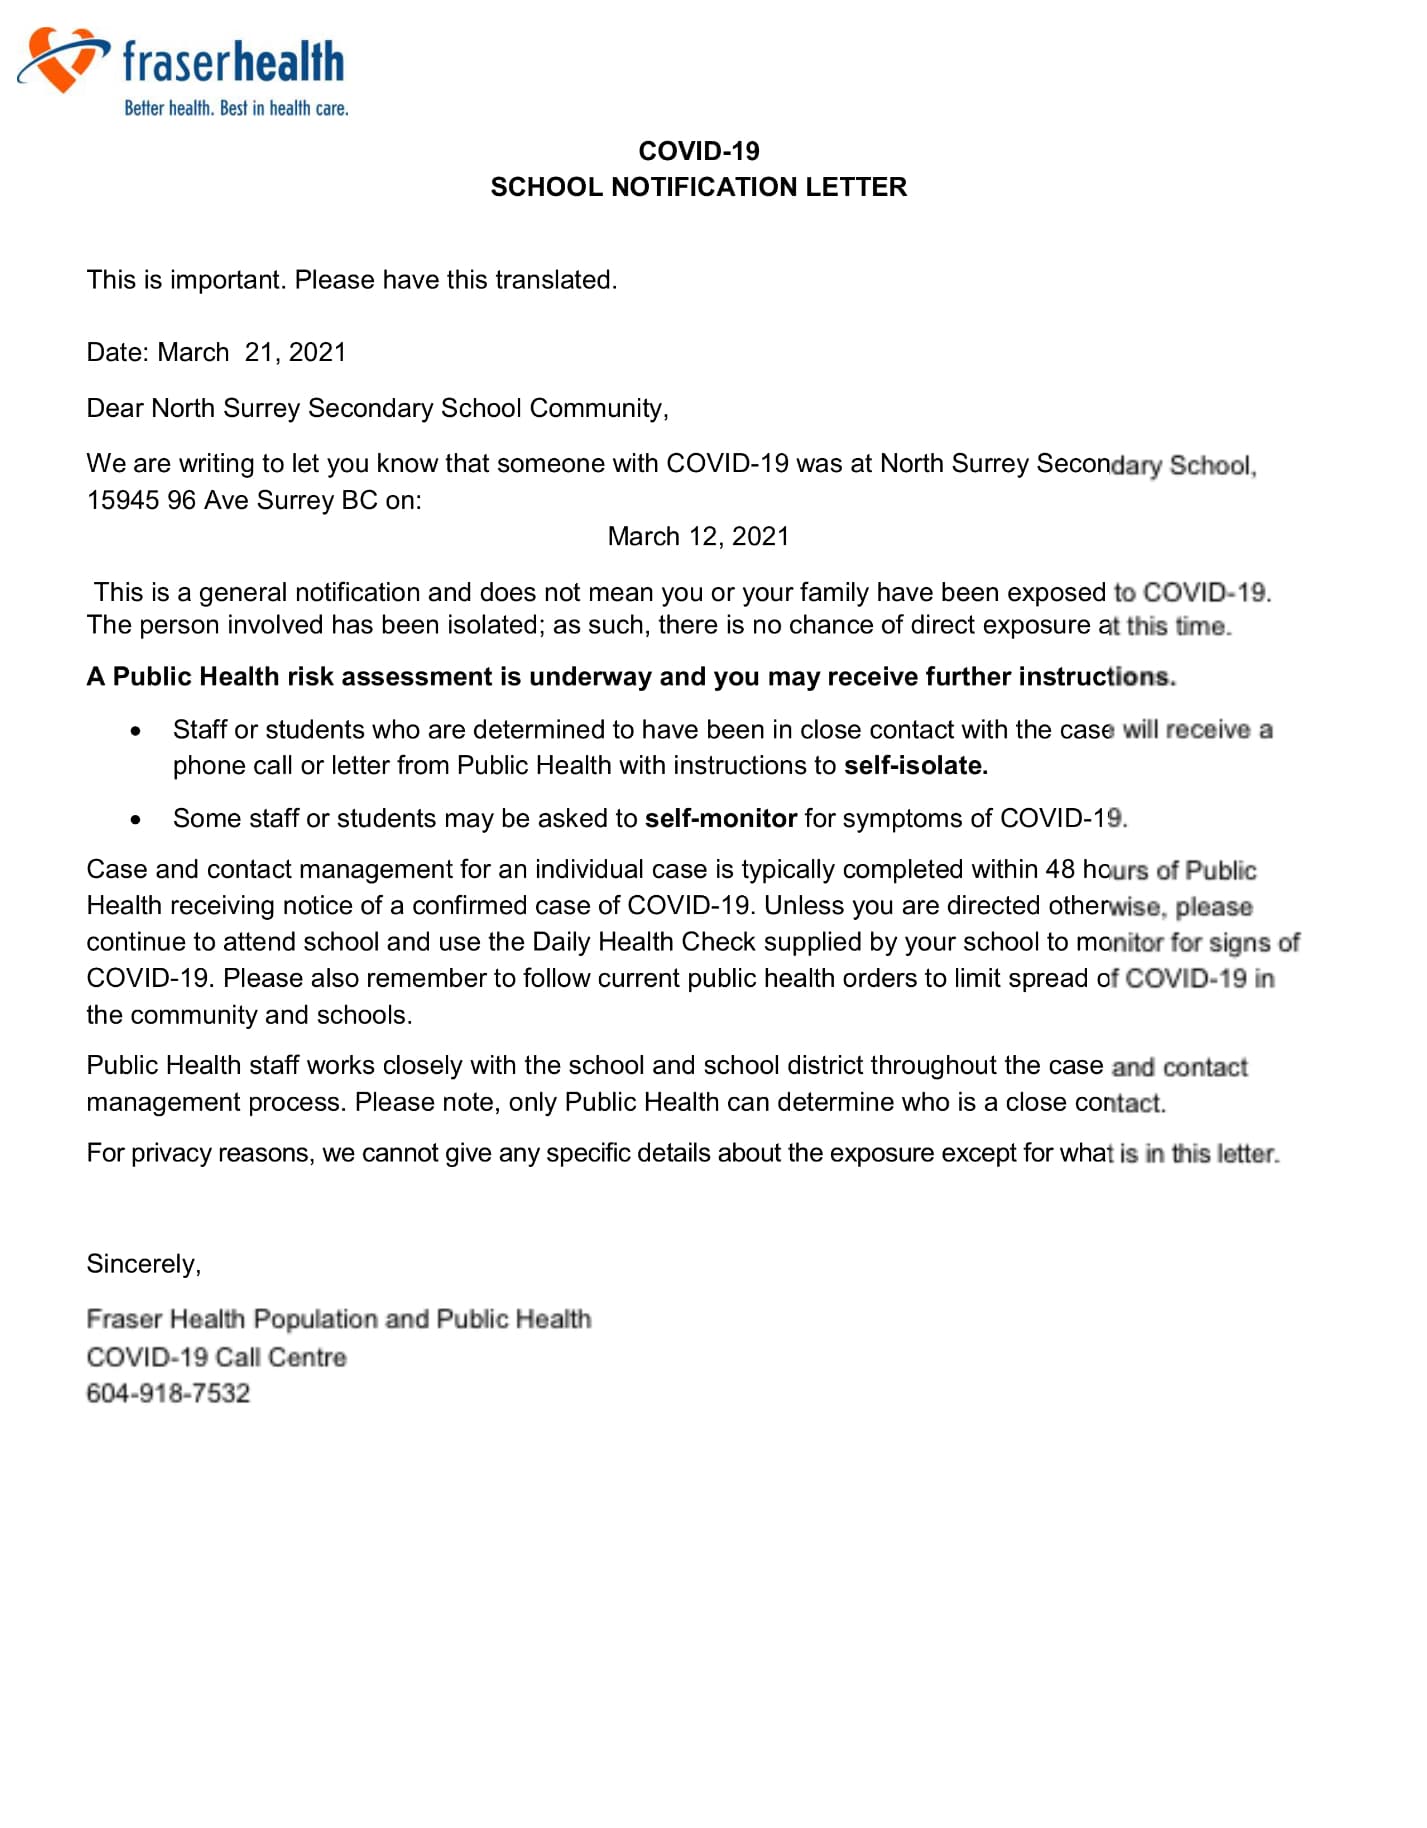 fraserhealth
Better health. Best in health care.
COVID-19
SCHOOL NOTIFICATION LETTER
This is important. Please have this translated.
Date: March  21, 2021
Dear North Surrey Secondary School Community,
We are writing to let you know that someone with COVID-19 was at North Surrey Secondary School,
15945 96 Ave Surrey BC on:
March 12, 2021
This is a general notification and does not mean you or your family have been exposed to COVID-19.
The person involved has been isolated; as such, there is no chance of direct exposure at this time.
A Public Health risk assessment is underway and you may receive further instructions.
• Staff or students who are determined to have been in close contact with the case will receive a
phone call or letter from Public Health with instructions to self-isolate.
• Some staff or students may be asked to self-monitor for symptoms of COVID-19.
Case and contact management for an individual case is typically completed within 48 hours of Public
Health receiving notice of a confirmed case of COVID-19. Unless you are directed otherwise, please
continue to attend school and use the Daily Health Check supplied by your school to monitor for signs of
COVID-19. Please also remember to follow current public health orders to limit spread of COVID-19 in
the community and schools.
Public Health staff works closely with the school and school district throughout the case and contact
management process. Please note, only Public Health can determine who is a close contact.
For privacy reasons, we cannot give any specific details about the exposure except for what is in this letter.
Sincerely,
Fraser Health Population and Public Health
COVID-19 Call Centre
604-918-7532